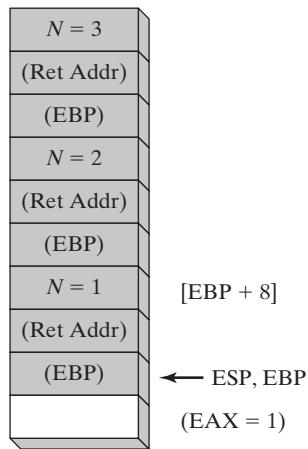 N = 3
(Ret Addr)
(EBP)
N = 2
(Ret Addr)
(EBP)
N = 1 [EBP + 8]
(Ret Addr)
(EBP) ESP, EBP
(EAX = 1)